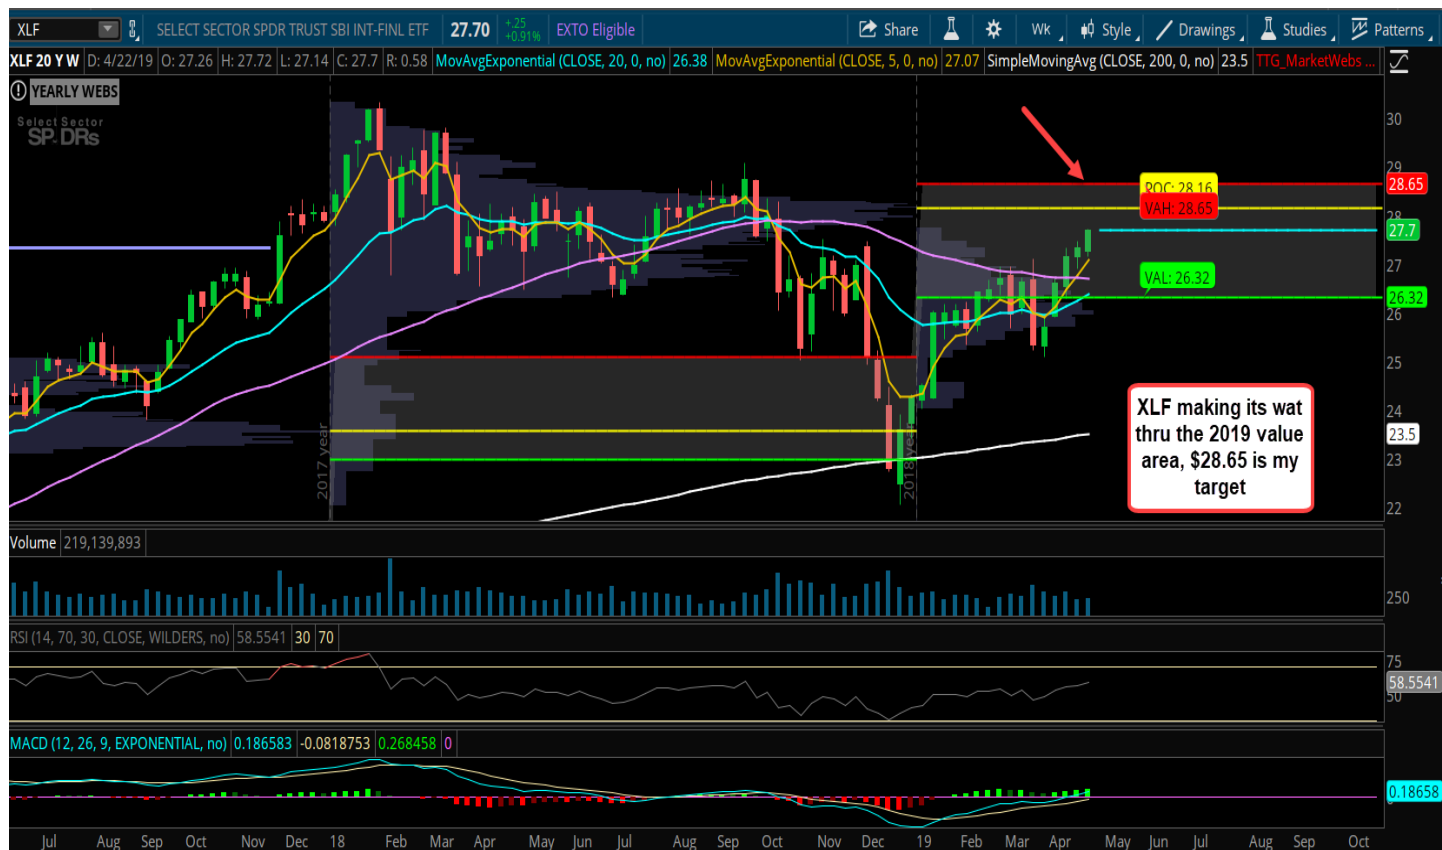 XLF
SELECT SECTOR SPDR TRUST SBI INT-FINL ETF
27.70
+.25
+0.91%
EXTO Eligible
Share
Wk
Style
Drawings
Studies
Patterns
XLF 20 Y W D: 4/22/19 O: 27.26 H: 27.72 L: 27.14 C: 27.7 R: 0.58 MovAvgExponential (CLOSE, 20, 0, no) 26.38 MovAvgExponential (CLOSE, 5, 0, no) 27.07 SimpleMovingAvg (CLOSE, 200, 0, no) 23.5 TTG_MarketWebs ...
YEARLY WEBS
Select Sector
SPDRs
2017 year
2018 year
POC: 28.16
VAH: 28.65
VAL: 26.32
XLF making its wat
thru the 2019 value
area, $28.65 is my
target
30
29
28.65
28
27.7
27
26.32
26
25
24
23.5
23
22
Volume 219,139,893
250
RSI (14, 70, 30, CLOSE, WILDERS, no) 58.5541 30 70
75
58.5541
50
MACD (12, 26, 9, EXPONENTIAL, no) 0.186583 -0.0818753 0.268458 0
0.18658
0
Jul Aug Sep Oct Nov Dec 18 Feb Mar Apr May Jun Jul Aug Sep Oct Nov Dec 19 Feb Mar Apr May Jun Jul Aug Sep Oct